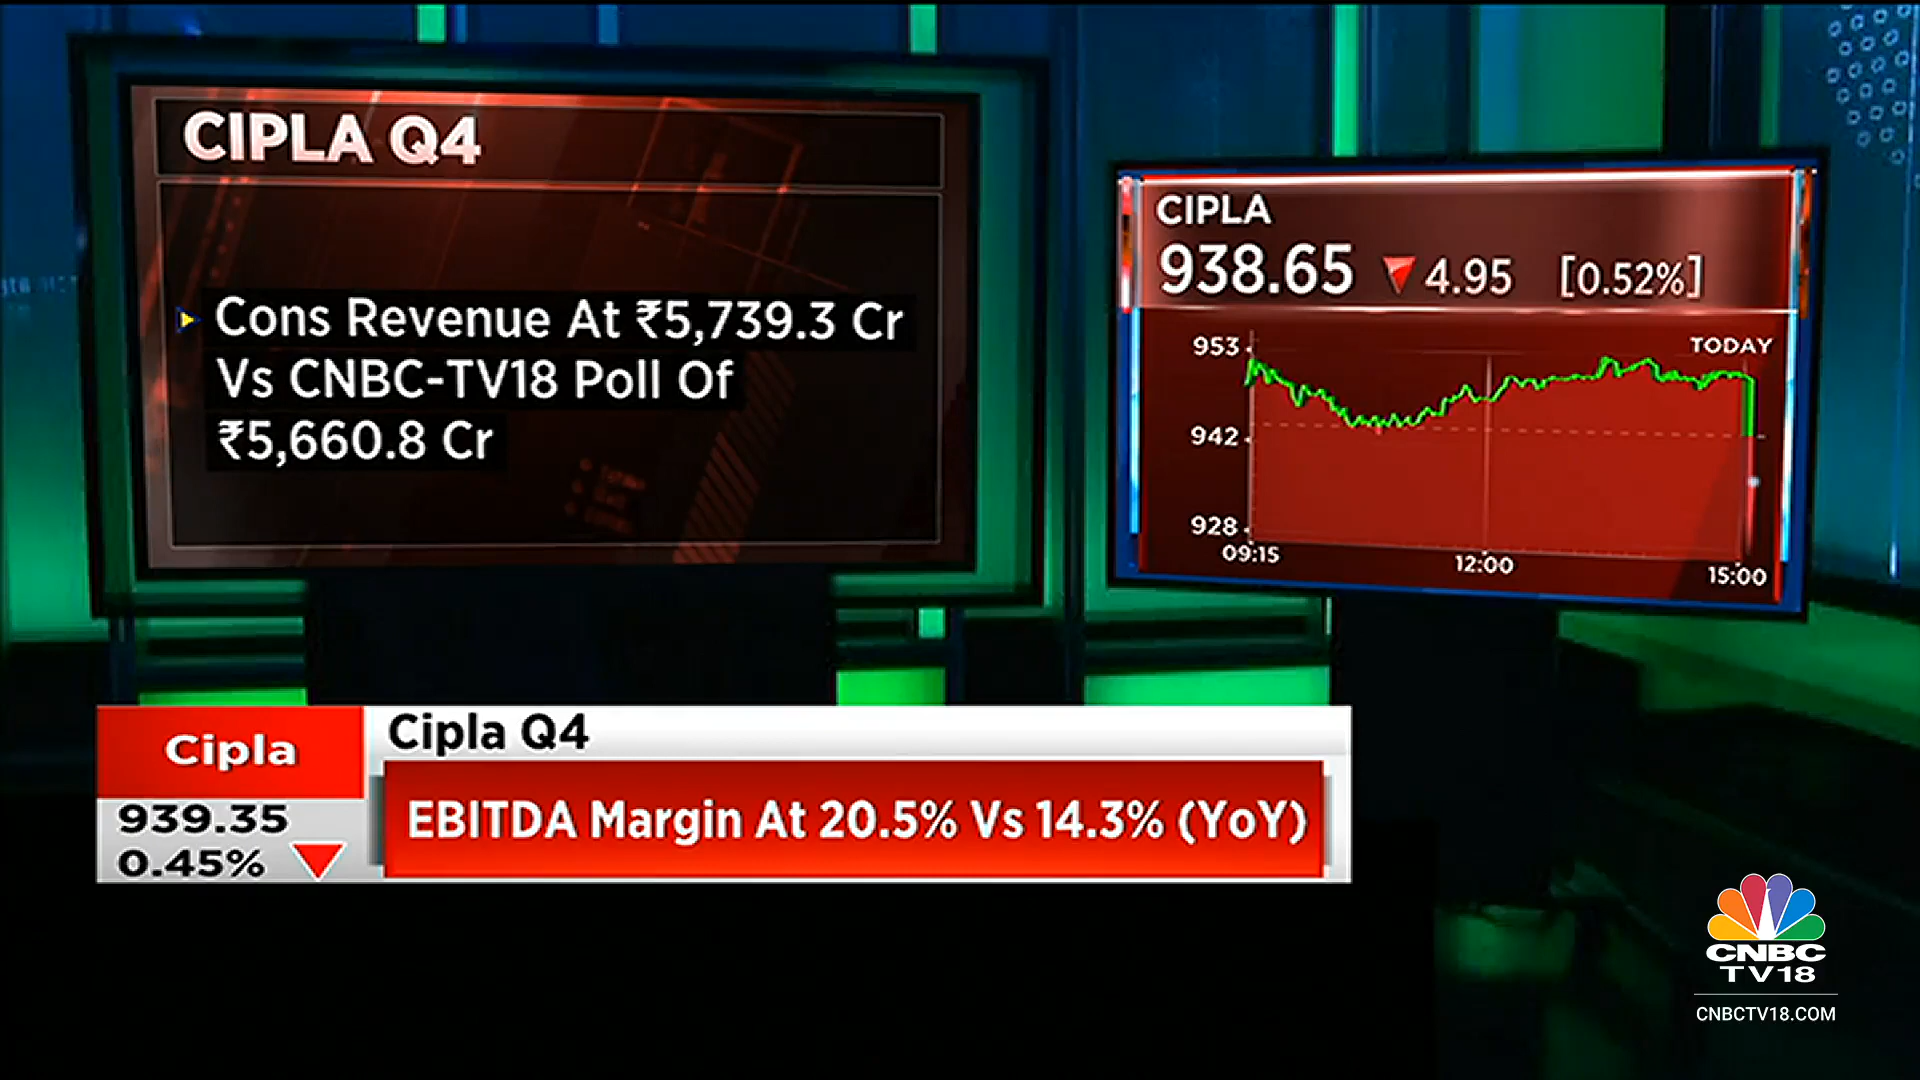 CIPLA Q4
Cons Revenue At ₹5,739.3 Cr
Vs CNBC-TV18 Poll Of
₹5,660.8 Cr
CIPLA
938.65 ▼ 4.95 [0.52%]
TODAY
953
942
928
09:15 12:00 15:00
Cipla
939.35
0.45% ▼
Cipla Q4
EBITDA Margin At 20.5% Vs 14.3% (YoY)
CNBC
TV18
CNBCTV18.COM